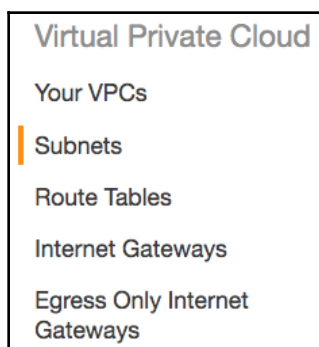 Virtual Private Cloud
Your VPCs
Subnets
Route Tables
Internet Gateways
Egress Only Internet
Gateways